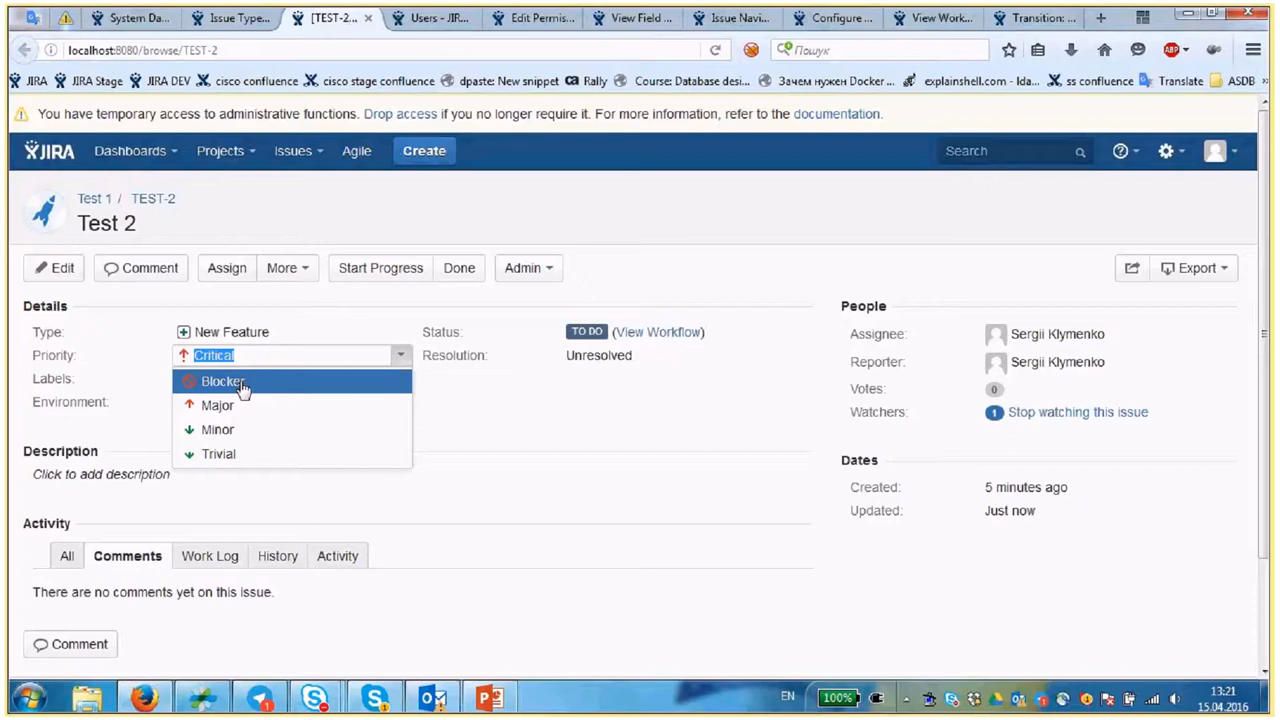 System Da...
Issue Type...
[TEST-2...
Users - JIR...
Edit Permis...
View Field ...
Issue Navi...
Configure ...
View Work...
Transition: ...
localhost:8080/browse/TEST-2
Пошук
ABP
JIRA
JIRA Stage
JIRA DEV
cisco confluence
cisco stage confluence
dpaste: New snippet
ca Rally
Course: Database desi...
Зачем нужен Docker ...
explainshell.com - Ida...
ss confluence
Translate
ASDB
You have temporary access to administrative functions. Drop access if you no longer require it. For more information, refer to the documentation.
JIRA
Dashboards
Projects
Issues
Agile
Create
Search
Test 1 / TEST-2
Test 2
Edit
Comment
Assign
More
Start Progress
Done
Admin
Export
Details
Type:
New Feature
Status:
TO DO (View Workflow)
Priority:
Critical
Resolution:
Unresolved
Labels:
Blocker
Environment:
Major
Minor
Trivial
Description
Click to add description
People
Assignee:
Sergii Klymenko
Reporter:
Sergii Klymenko
Votes:
0
Watchers:
1 Stop watching this issue
Dates
Created:
5 minutes ago
Updated:
Just now
Activity
All
Comments
Work Log
History
Activity
There are no comments yet on this issue.
Comment
EN
100%
13:21
15.04.2016